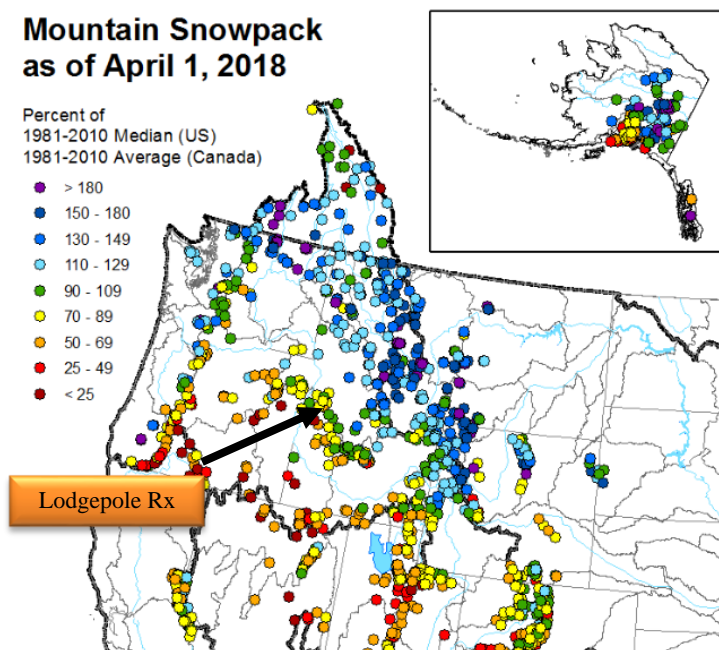 Mountain Snowpack
as of April 1, 2018
Percent of
1981-2010 Median (US)
1981-2010 Average (Canada)
> 180
150 - 180
130 - 149
110 - 129
90 - 109
70 - 89
50 - 69
25 - 49
< 25
Lodgepole Rx